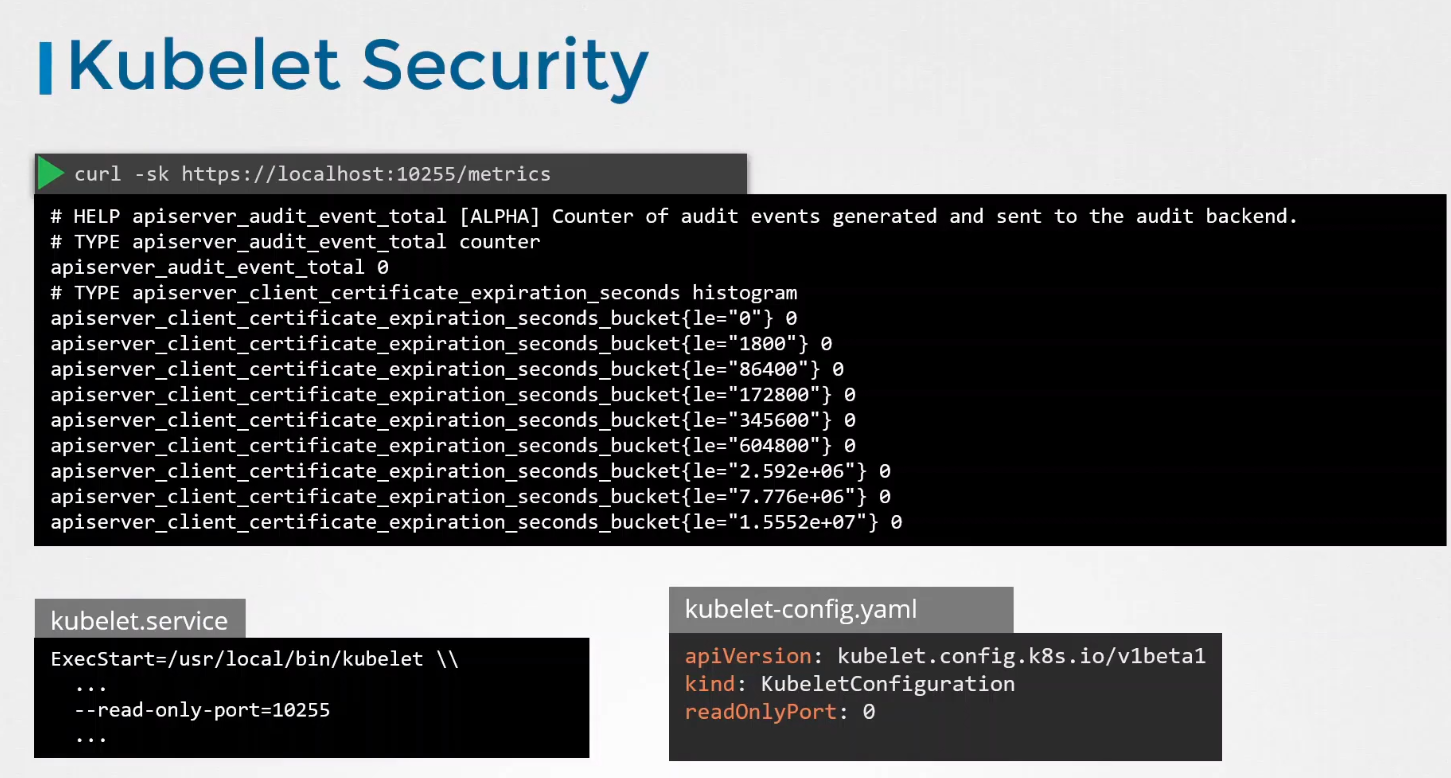 Kubelet Security
curl -sk https://localhost:10255/metrics
# HELP apiserver_audit_event_total [ALPHA] Counter of audit events generated and sent to the audit backend.
# TYPE apiserver_audit_event_total counter
apiserver_audit_event_total 0
# TYPE apiserver_client_certificate_expiration_seconds histogram
apiserver_client_certificate_expiration_seconds_bucket{le="0"} 0
apiserver_client_certificate_expiration_seconds_bucket{le="1800"} 0
apiserver_client_certificate_expiration_seconds_bucket{le="86400"} 0
apiserver_client_certificate_expiration_seconds_bucket{le="172800"} 0
apiserver_client_certificate_expiration_seconds_bucket{le="345600"} 0
apiserver_client_certificate_expiration_seconds_bucket{le="604800"} 0
apiserver_client_certificate_expiration_seconds_bucket{le="2.592e+06"} 0
apiserver_client_certificate_expiration_seconds_bucket{le="7.776e+06"} 0
apiserver_client_certificate_expiration_seconds_bucket{le="1.5552e+07"} 0
kubelet.service
ExecStart=/usr/local/bin/kubelet \\
...
--read-only-port=10255
...
kubelet-config.yaml
apiVersion: kubelet.config.k8s.io/v1beta1
kind: KubeletConfiguration
readOnlyPort: 0